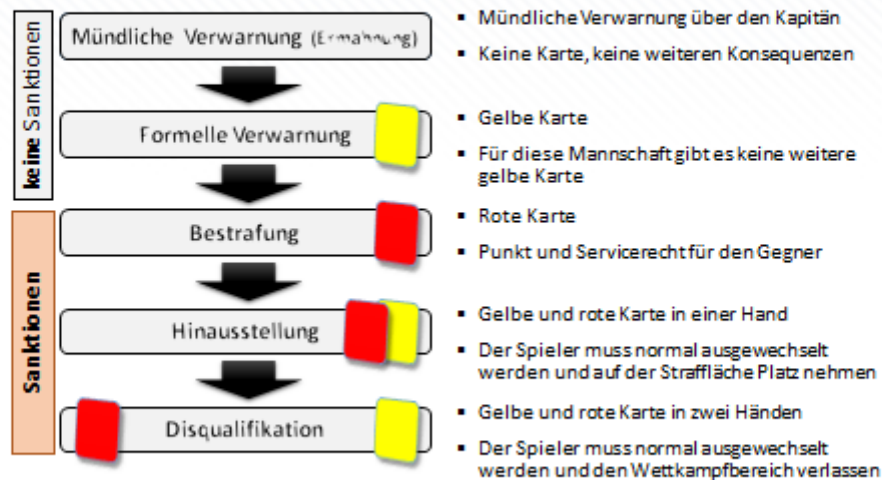 keine Sanktionen
Mündliche Verwarnung (Ermahnung)
▪ Mündliche Verwarnung über den Kapitän
▪ Keine Karte, keine weiteren Konsequenzen
Formelle Verwarnung
▪ Gelbe Karte
▪ Für diese Mannschaft gibt es keine weitere
gelbe Karte
Sanktionen
Bestrafung
▪ Rote Karte
▪ Punkt und Servicerecht für den Gegner
Hinausstellung
▪ Gelbe und rote Karte in einer Hand
▪ Der Spieler muss normal ausgewechselt
werden und auf der Straffläche Platz nehmen
Disqualifikation
▪ Gelbe und rote Karte in zwei Händen
▪ Der Spieler muss normal ausgewechselt
werden und den Wettkampfbereich verlassen